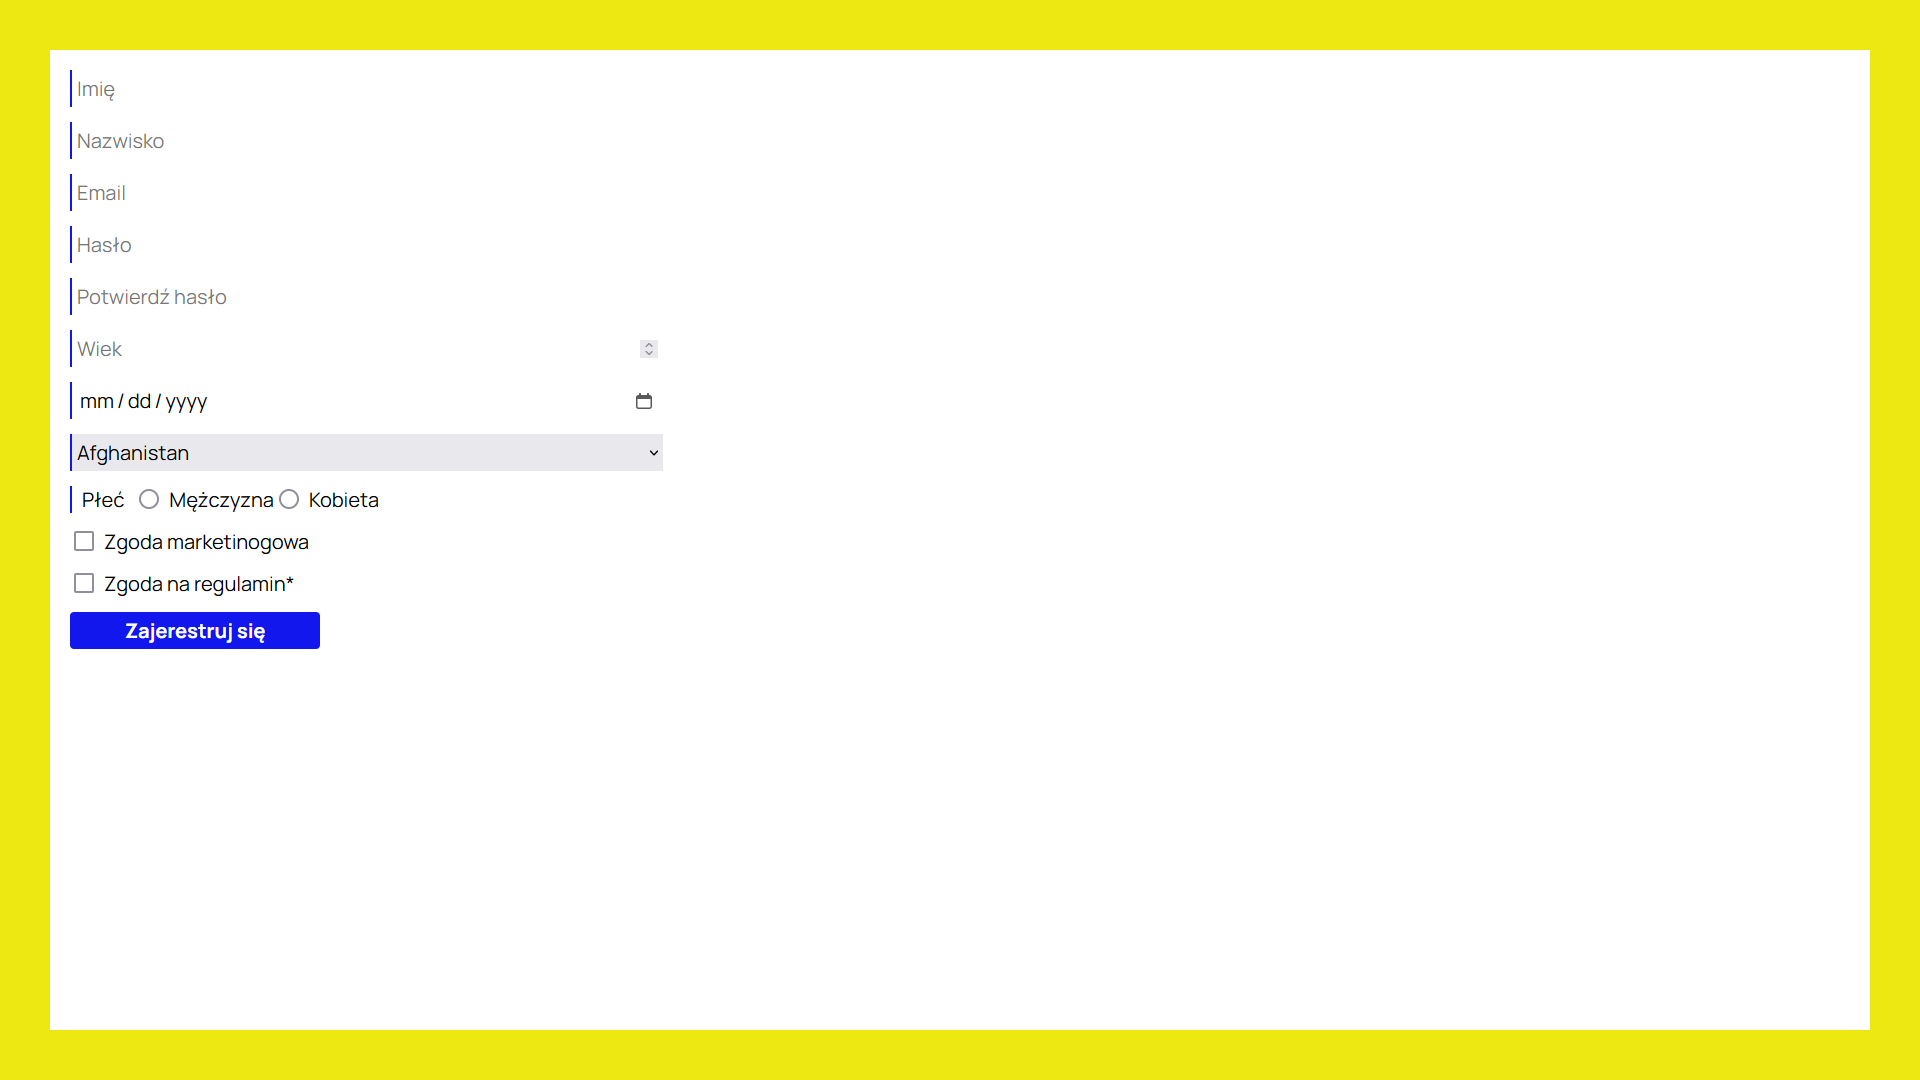 Imię
Nazwisko
Email
Hasło
Potwierdź hasło
Wiek
mm / dd / yyyy
Afghanistan
Płeć Mężczyzna Kobieta
Zgoda marketinogowa
Zgoda na regulamin*
Zajerestruj się